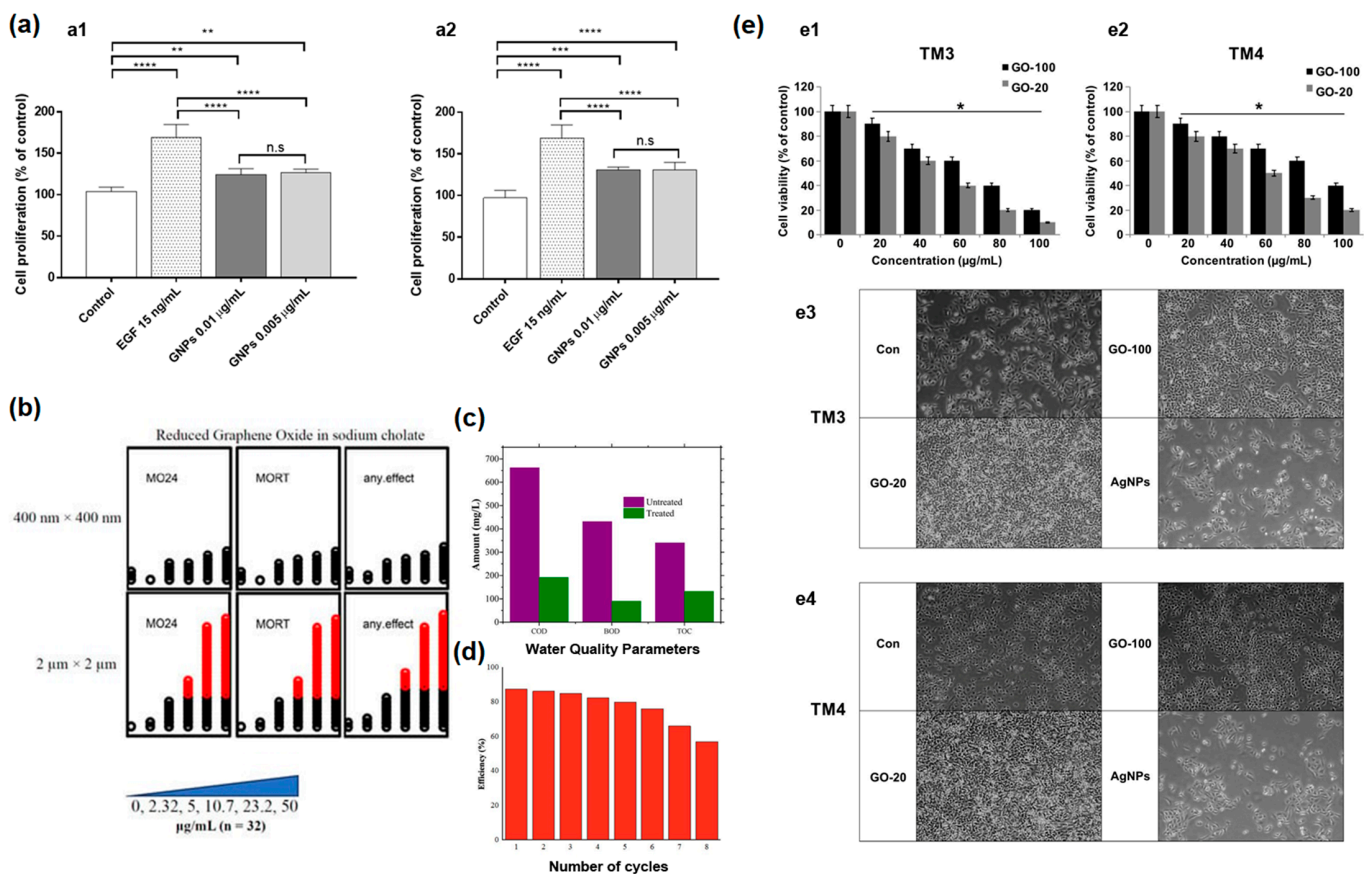 (a)
a1
**
**
****
****
****
n.s
Cell proliferation (% of control)
200
150
100
50
0
Control
EGF 15 ng/mL
GNPs 0.01 μg/mL
GNPs 0.005 μg/mL
a2
****
***
****
****
****
n.s
Cell proliferation (% of control)
200
150
100
50
0
Control
EGF 15 ng/mL
GNPs 0.01 μg/mL
GNPs 0.005 μg/mL
(b)
Reduced Graphene Oxide in sodium cholate
400 nm × 400 nm
MO24
MORT
any.effect
2 μm × 2 μm
MO24
MORT
any.effect
0, 2.32, 5, 10.7, 23.2, 50
μg/mL (n = 32)
(c)
Amount (mg/L)
700
600
500
400
300
200
100
0
Untreated
Treated
COD
BOD
TOC
Water Quality Parameters
(d)
Efficiency (%)
100
80
60
40
20
0
1 2 3 4 5 6 7 8
Number of cycles
(e)
e1
TM3
GO-100
GO-20
*
Cell viability (% of control)
140
120
100
80
60
40
20
0
0 20 40 60 80 100
Concentration (μg/mL)
e2
TM4
GO-100
GO-20
*
Cell viability (% of control)
140
120
100
80
60
40
20
0
0 20 40 60 80 100
Concentration (μg/mL)
e3
TM3
Con
GO-100
GO-20
AgNPs
e4
TM4
Con
GO-100
GO-20
AgNPs